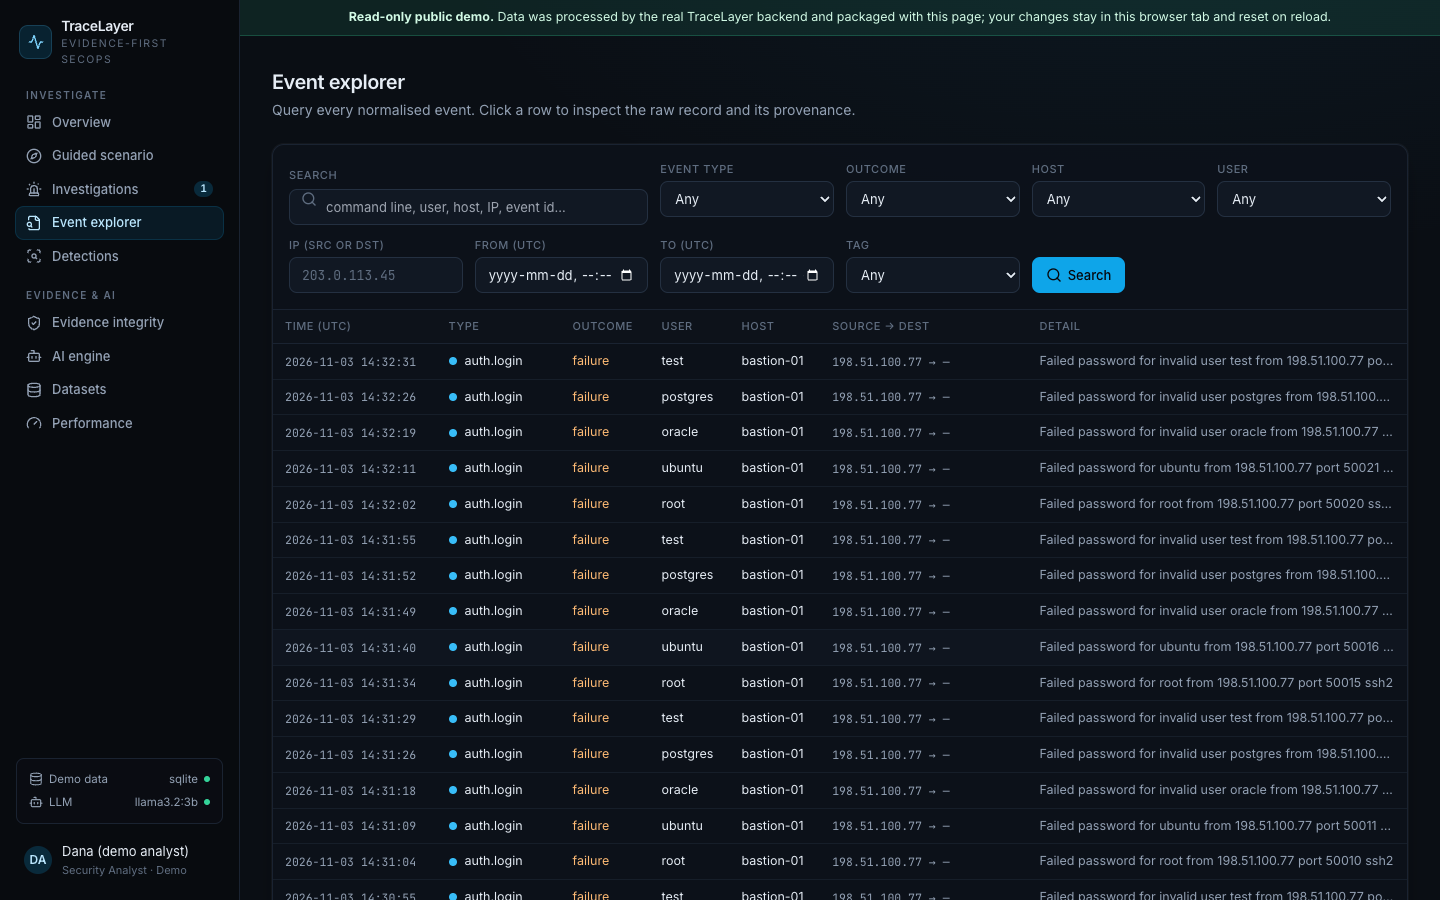 TraceLayer
EVIDENCE-FIRST
SECOPS
INVESTIGATE
Overview
Guided scenario
Investigations 1
Event explorer
Detections
EVIDENCE & AI
Evidence integrity
AI engine
Datasets
Performance
Demo data sqlite
LLM llama3.2:3b
DA Dana (demo analyst)
Security Analyst · Demo
Read-only public demo. Data was processed by the real TraceLayer backend and packaged with this page; your changes stay in this browser tab and reset on reload.
Event explorer
Query every normalised event. Click a row to inspect the raw record and its provenance.
SEARCH EVENT TYPE OUTCOME HOST USER
command line, user, host, IP, event id... Any Any Any Any
IP (SRC OR DST) FROM (UTC) TO (UTC) TAG
203.0.113.45 yyyy-mm-dd, --:-- yyyy-mm-dd, --:-- Any Search
TIME (UTC) TYPE OUTCOME USER HOST SOURCE → DEST DETAIL
2026-11-03 14:32:31 auth.login failure test bastion-01 198.51.100.77 → — Failed password for invalid user test from 198.51.100.77 po...
2026-11-03 14:32:26 auth.login failure postgres bastion-01 198.51.100.77 → — Failed password for invalid user postgres from 198.51.100....
2026-11-03 14:32:19 auth.login failure oracle bastion-01 198.51.100.77 → — Failed password for invalid user oracle from 198.51.100.77 ...
2026-11-03 14:32:11 auth.login failure ubuntu bastion-01 198.51.100.77 → — Failed password for ubuntu from 198.51.100.77 port 50021 ...
2026-11-03 14:32:02 auth.login failure root bastion-01 198.51.100.77 → — Failed password for root from 198.51.100.77 port 50020 ss...
2026-11-03 14:31:55 auth.login failure test bastion-01 198.51.100.77 → — Failed password for invalid user test from 198.51.100.77 po...
2026-11-03 14:31:52 auth.login failure postgres bastion-01 198.51.100.77 → — Failed password for invalid user postgres from 198.51.100....
2026-11-03 14:31:49 auth.login failure oracle bastion-01 198.51.100.77 → — Failed password for invalid user oracle from 198.51.100.77 ...
2026-11-03 14:31:40 auth.login failure ubuntu bastion-01 198.51.100.77 → — Failed password for ubuntu from 198.51.100.77 port 50016 ...
2026-11-03 14:31:34 auth.login failure root bastion-01 198.51.100.77 → — Failed password for root from 198.51.100.77 port 50015 ssh2
2026-11-03 14:31:29 auth.login failure test bastion-01 198.51.100.77 → — Failed password for invalid user test from 198.51.100.77 po...
2026-11-03 14:31:26 auth.login failure postgres bastion-01 198.51.100.77 → — Failed password for invalid user postgres from 198.51.100....
2026-11-03 14:31:18 auth.login failure oracle bastion-01 198.51.100.77 → — Failed password for invalid user oracle from 198.51.100.77 ...
2026-11-03 14:31:09 auth.login failure ubuntu bastion-01 198.51.100.77 → — Failed password for ubuntu from 198.51.100.77 port 50011 ...
2026-11-03 14:31:04 auth.login failure root bastion-01 198.51.100.77 → — Failed password for root from 198.51.100.77 port 50010 ssh2
2026-11-03 14:30:55 auth.login failure test bastion-01 198.51.100.77 → — Failed password for invalid user test from 198.51.100.77 po...